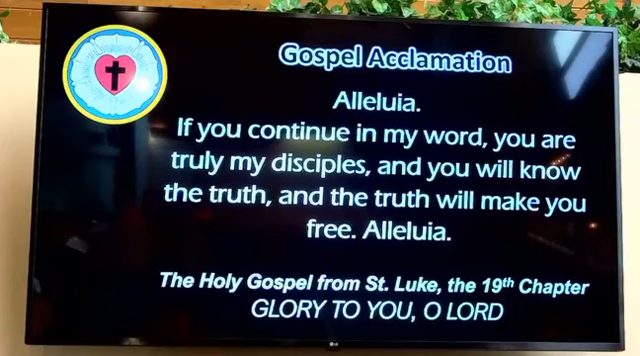 Gospel Acclamation
Alleluia.
If you continue in my word, you are
truly my disciples, and you will know
the truth, and the truth will make you
free. Alleluia.
The Holy Gospel from St. Luke, the 19th Chapter
GLORY TO YOU, O LORD
LG